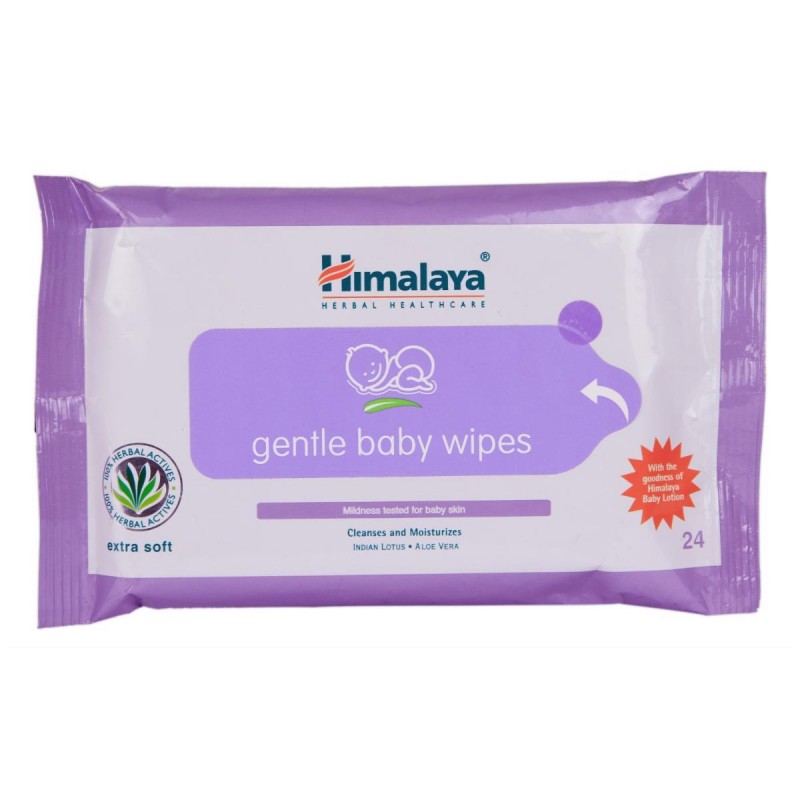 Himalaya®
HERBAL HEALTHCARE
gentle baby wipes
100% HERBAL ACTIVES
100% HERBAL ACTIVES
extra soft
Mildness tested for baby skin
Cleanses and Moisturizes
INDIAN LOTUS • ALOE VERA
With the
goodness of
Himalaya
Baby Lotion
24